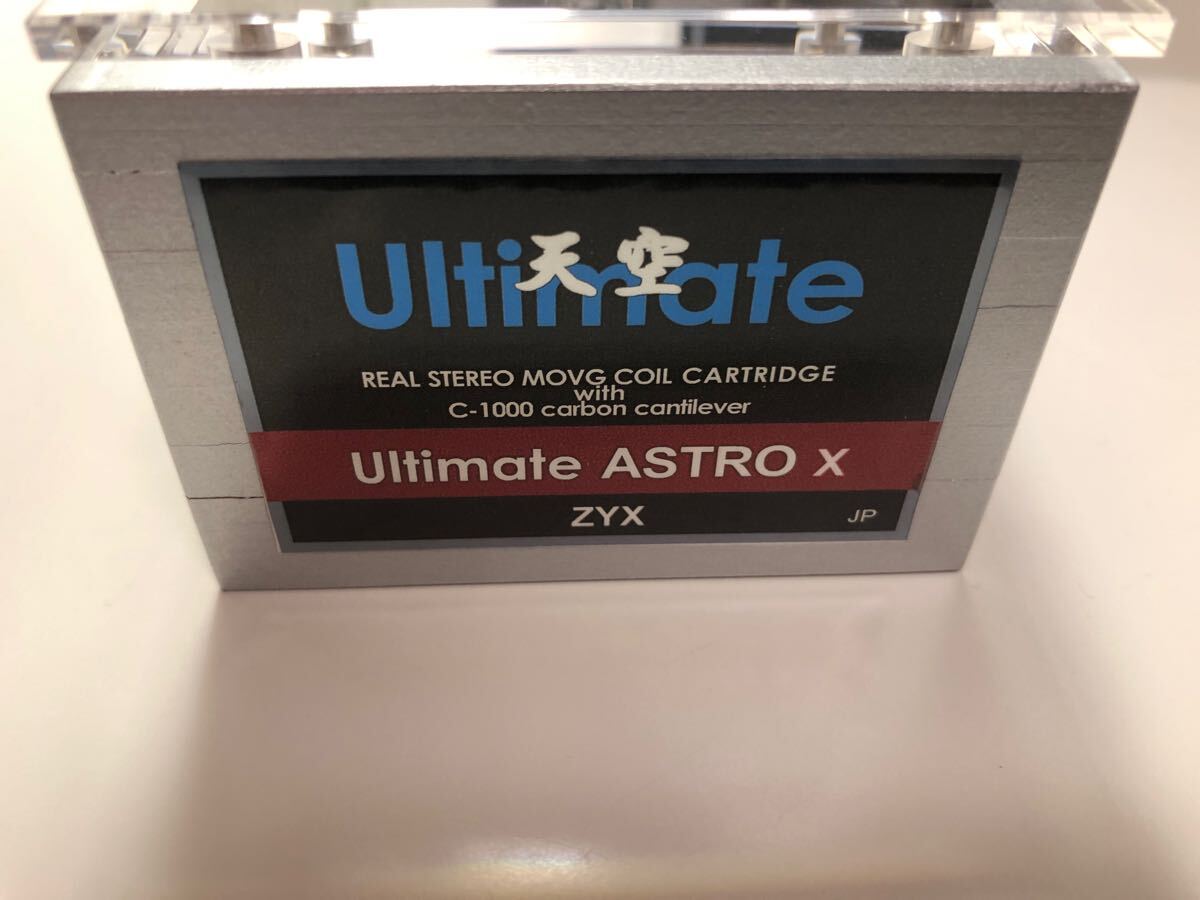 Ultimate
天空
REAL STEREO MOVG COIL CARTRIDGE
with
C-1000 carbon cantilever
Ultimate ASTRO X
ZYX
JP